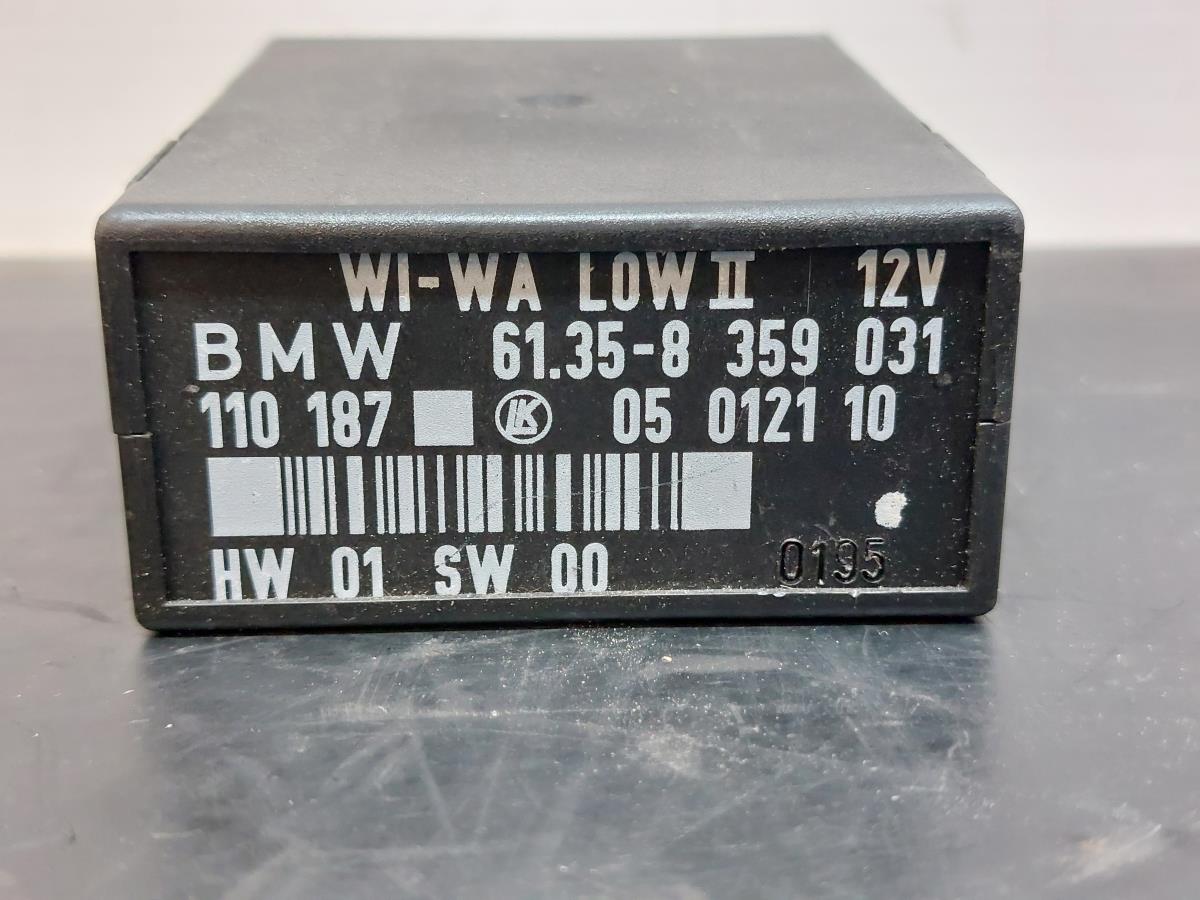 WI-WA LOW II 12V
BMW 61.35-8 359 031
110 187 LK 05 0121 10
HW 01 SW 00 0195